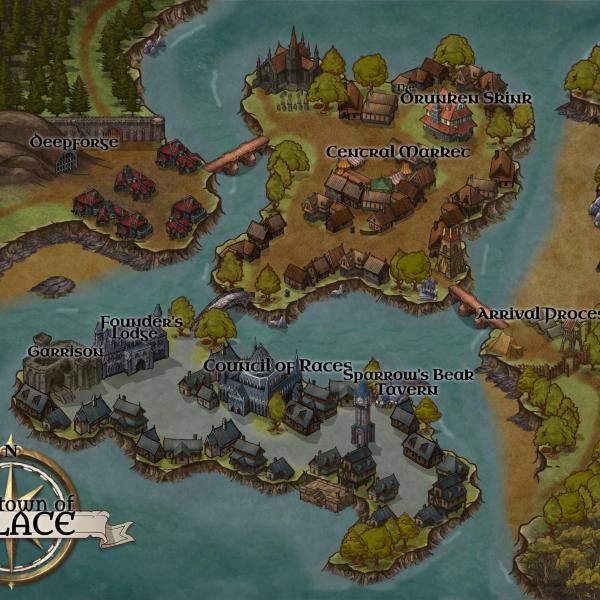 The
Drunken Skink
Deepforge
Central Market
Arrival Proces
Founder's
Lodge
Garrison
Council of Races
Sparrow's Beak
Tavern
N
town of
LACE